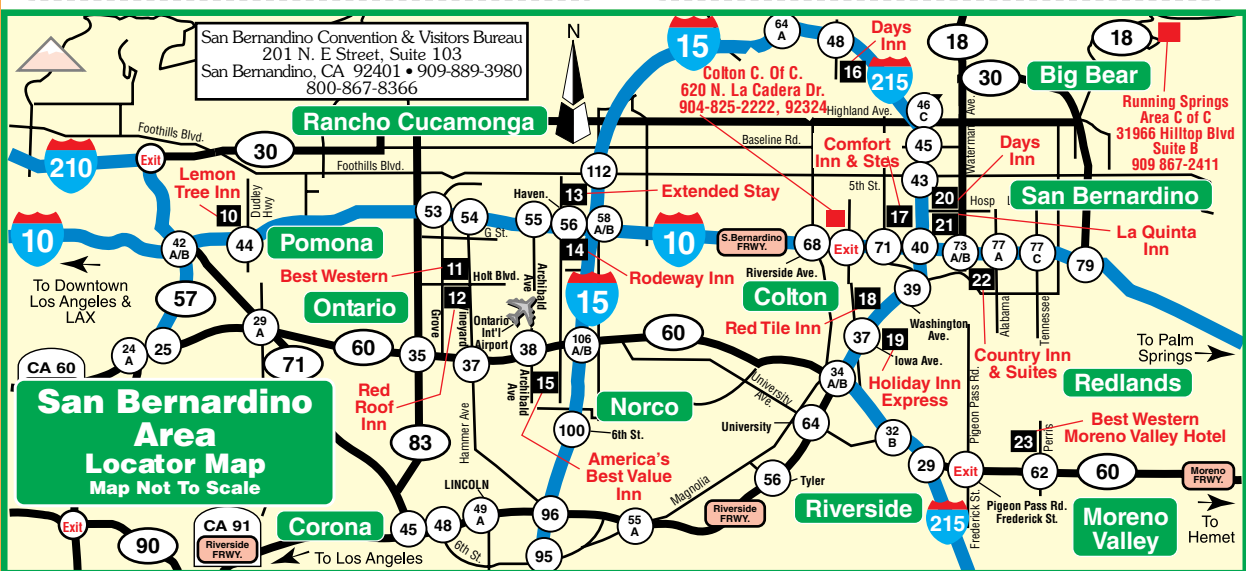 San Bernardino Convention & Visitors Bureau
201 N. E Street, Suite 103
San Bernardino, CA  92401 • 909-889-3980
800-867-8366
N
15
64
A
48
Days
Inn
16
215
18
18
30
Big Bear
Colton C. Of C.
620 N. La Cadera Dr.
904-825-2222, 92324
Running Springs
Area C of C
31966 Hilltop Blvd
Suite B
909 867-2411
Rancho Cucamonga
Highland Ave.
46
C
Waterman Ave.
Foothills Blvd.
Baseline Rd.
45
210
Exit
30
Foothills Blvd.
112
Comfort
Inn & Stes
Days
Inn
Lemon
Tree Inn
10
Dudley
Hwy
Haven.
13
Extended Stay
5th St.
43
20
Hosp
San Bernardino
53
54
55
56
58
A/B
17
21
La Quinta
Inn
10
42
A/B
44
Pomona
G St.
14
10
S.Bernardino
FRWY.
68
Exit
71
40
73
A/B
77
A
77
C
79
Best Western
11
Holt Blvd.
Archibald
Ave
Rodeway Inn
Riverside Ave.
22
To Downtown
Los Angeles &
LAX
57
Ontario
12
Grove
ineyard
Ontario
Int'l
Airport
15
Colton
18
39
Alabama
Tennessee
29
A
Red Tile Inn
Washington
Ave.
24
A
25
71
60
35
37
38
106
A/B
60
37
19
Iowa Ave.
To Palm
Springs
CA 60
Country Inn
& Suites
Redlands
Holiday Inn
Express
34
A/B
San Bernardino
Area
Locator Map
Map Not To Scale
Red
Roof
Inn
Archibald
Ave
15
Norco
University
Ave.
Pigeon Pass Rd.
83
Hammer Ave
100
6th St.
University
64
32
B
Best Western
Moreno Valley Hotel
23
Perris
America's
Best Value
Inn
29
Exit
62
60
Moreno
FRWY.
56
Tyler
Magnolia
LINCOLN
49
A
Riverside
FRWY.
Riverside
215
Frederick St.
Pigeon Pass Rd.
Frederick St.
Moreno
Valley
To
Hemet
Exit
90
CA 91
Riverside
FRWY.
Corona
45
48
96
55
A
6th St.
95
To Los Angeles